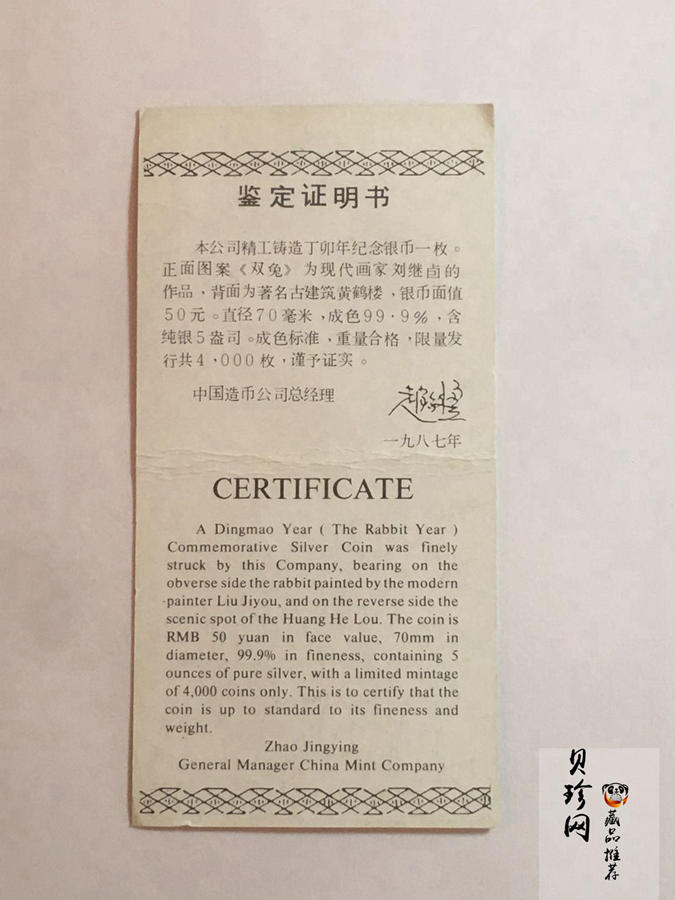 鉴定证明书
本公司精工铸造丁卯年纪念银币一枚。
正面图案《双兔》为现代画家刘继卣的
作品，背面为著名古建筑黄鹤楼，银币面值
50元。直径70毫米，成色99·9%，含
纯银5盎司。成色标准，重量合格，限量发
行共4，000枚，谨予证实。
中国造币公司总经理
一九八七年
CERTIFICATE
A Dingmao Year ( The Rabbit Year )
Commemorative Silver Coin was finely
struck by this Company, bearing on the
obverse side the rabbit painted by the modern
painter Liu Jiyou, and on the reverse side the
scenic spot of the Huang He Lou. The coin is
RMB 50 yuan in face value, 70mm in
diameter, 99.9% in fineness, containing 5
ounces of pure silver, with a limited mintage
of 4,000 coins only. This is to certify that the
coin is up to standard to its fineness and
weight.
Zhao Jingying
General Manager China Mint Company
贝珍网
藏品推荐